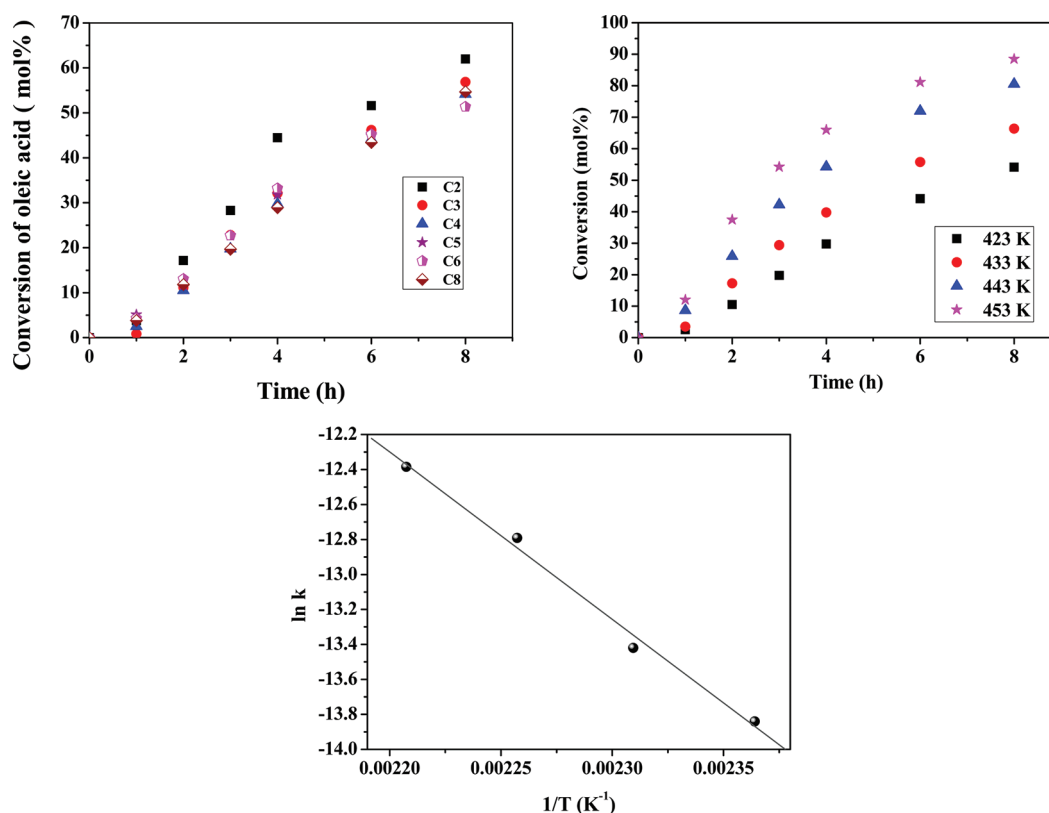 70
60
50
40
30
20
10
0
Conversion of oleic acid ( mol%)
C2
C3
C4
C5
C6
C8
0 2 4 6 8
Time (h)
100
90
80
70
60
50
40
30
20
10
0
Conversion (mol%)
423 K
433 K
443 K
453 K
0 2 4 6 8
Time (h)
-12.2
-12.4
-12.6
-12.8
-13.0
-13.2
-13.4
-13.6
-13.8
-14.0
ln k
0.00220 0.00225 0.00230 0.00235
1/T (K⁻¹)